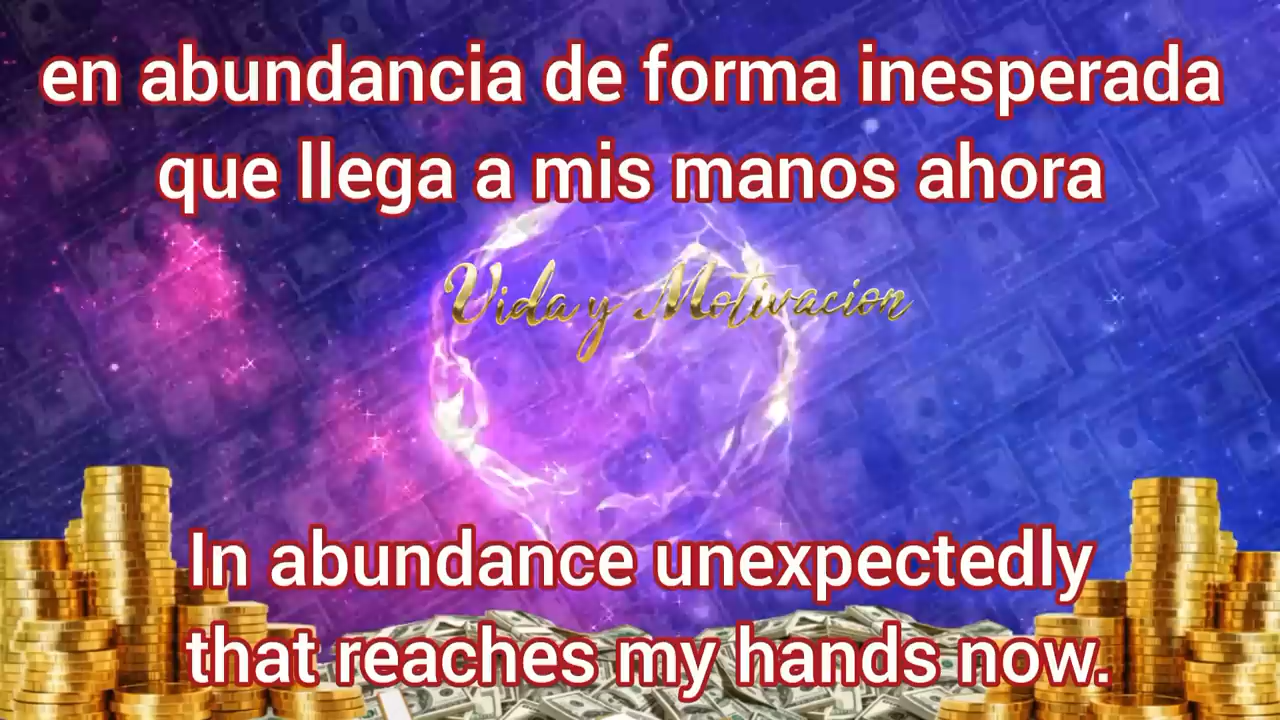 en abundancia de forma inesperada
que llega a mis manos ahora
Vida y Motivacion
In abundance unexpectedly
that reaches my hands now.